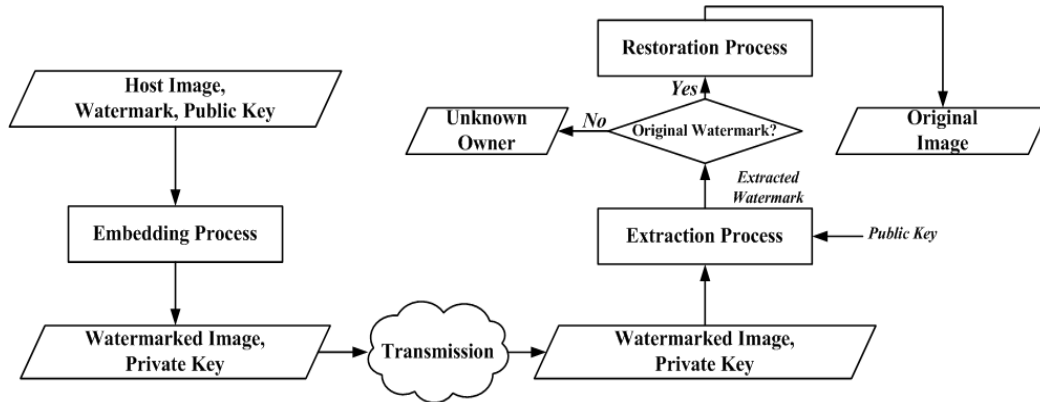 Host Image,
Watermark, Public Key
Embedding Process
Watermarked Image,
Private Key
Transmission
Watermarked Image,
Private Key
Extraction Process
Public Key
Extracted
Watermark
Original Watermark?
No
Unknown
Owner
Yes
Restoration Process
Original
Image